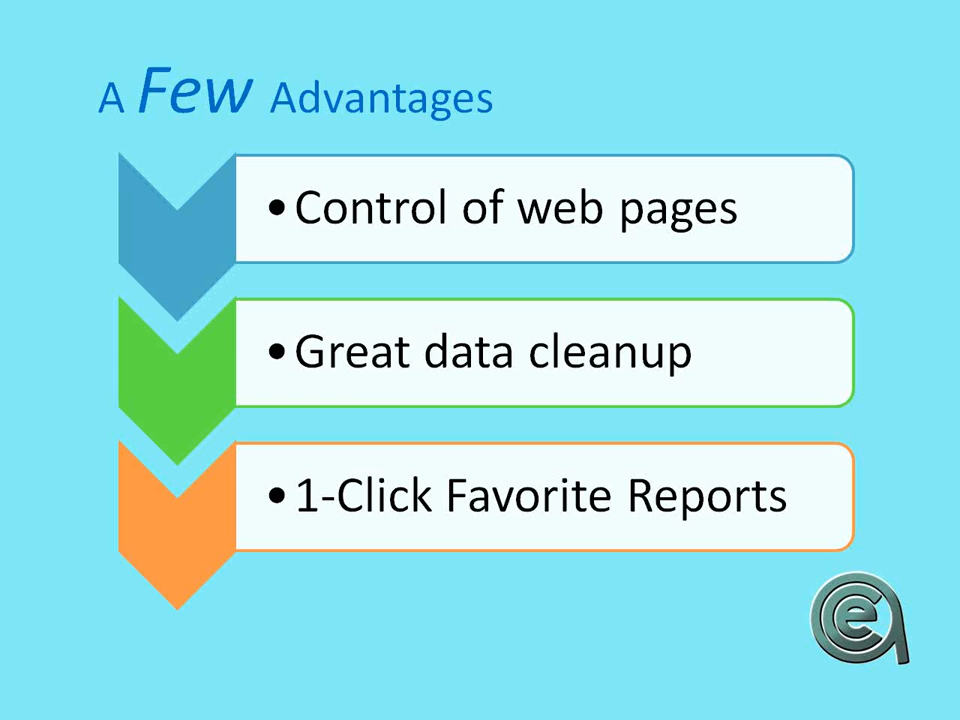 A Few Advantages
•Control of web pages
•Great data cleanup
•1-Click Favorite Reports